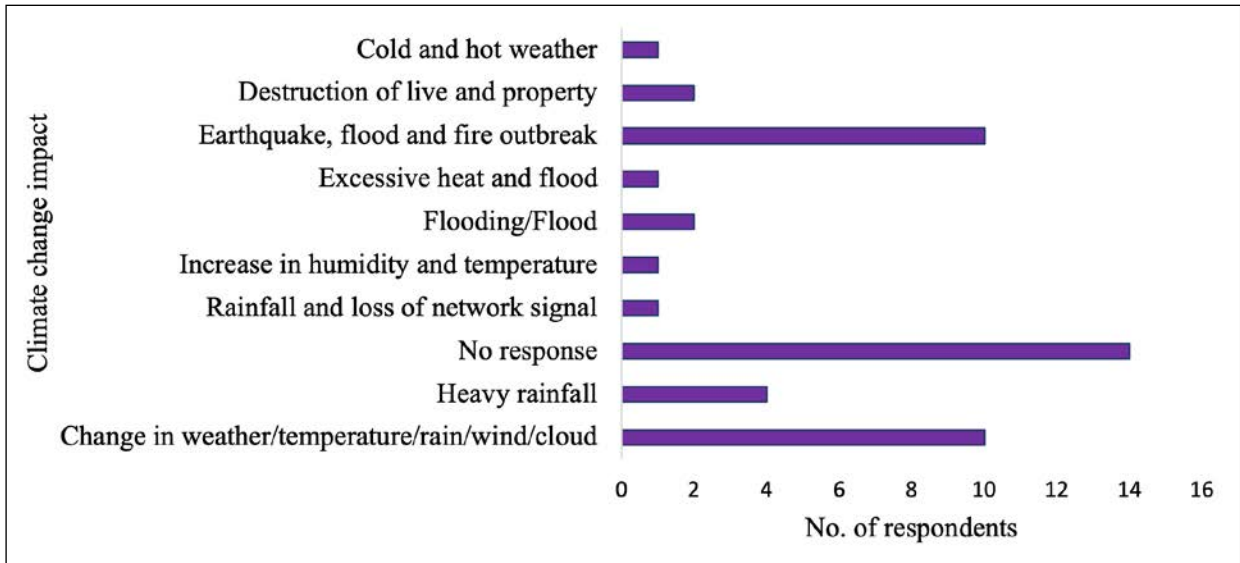 Climate change impact
Cold and hot weather
Destruction of live and property
Earthquake, flood and fire outbreak
Excessive heat and flood
Flooding/Flood
Increase in humidity and temperature
Rainfall and loss of network signal
No response
Heavy rainfall
Change in weather/temperature/rain/wind/cloud
0 2 4 6 8 10 12 14 16
No. of respondents